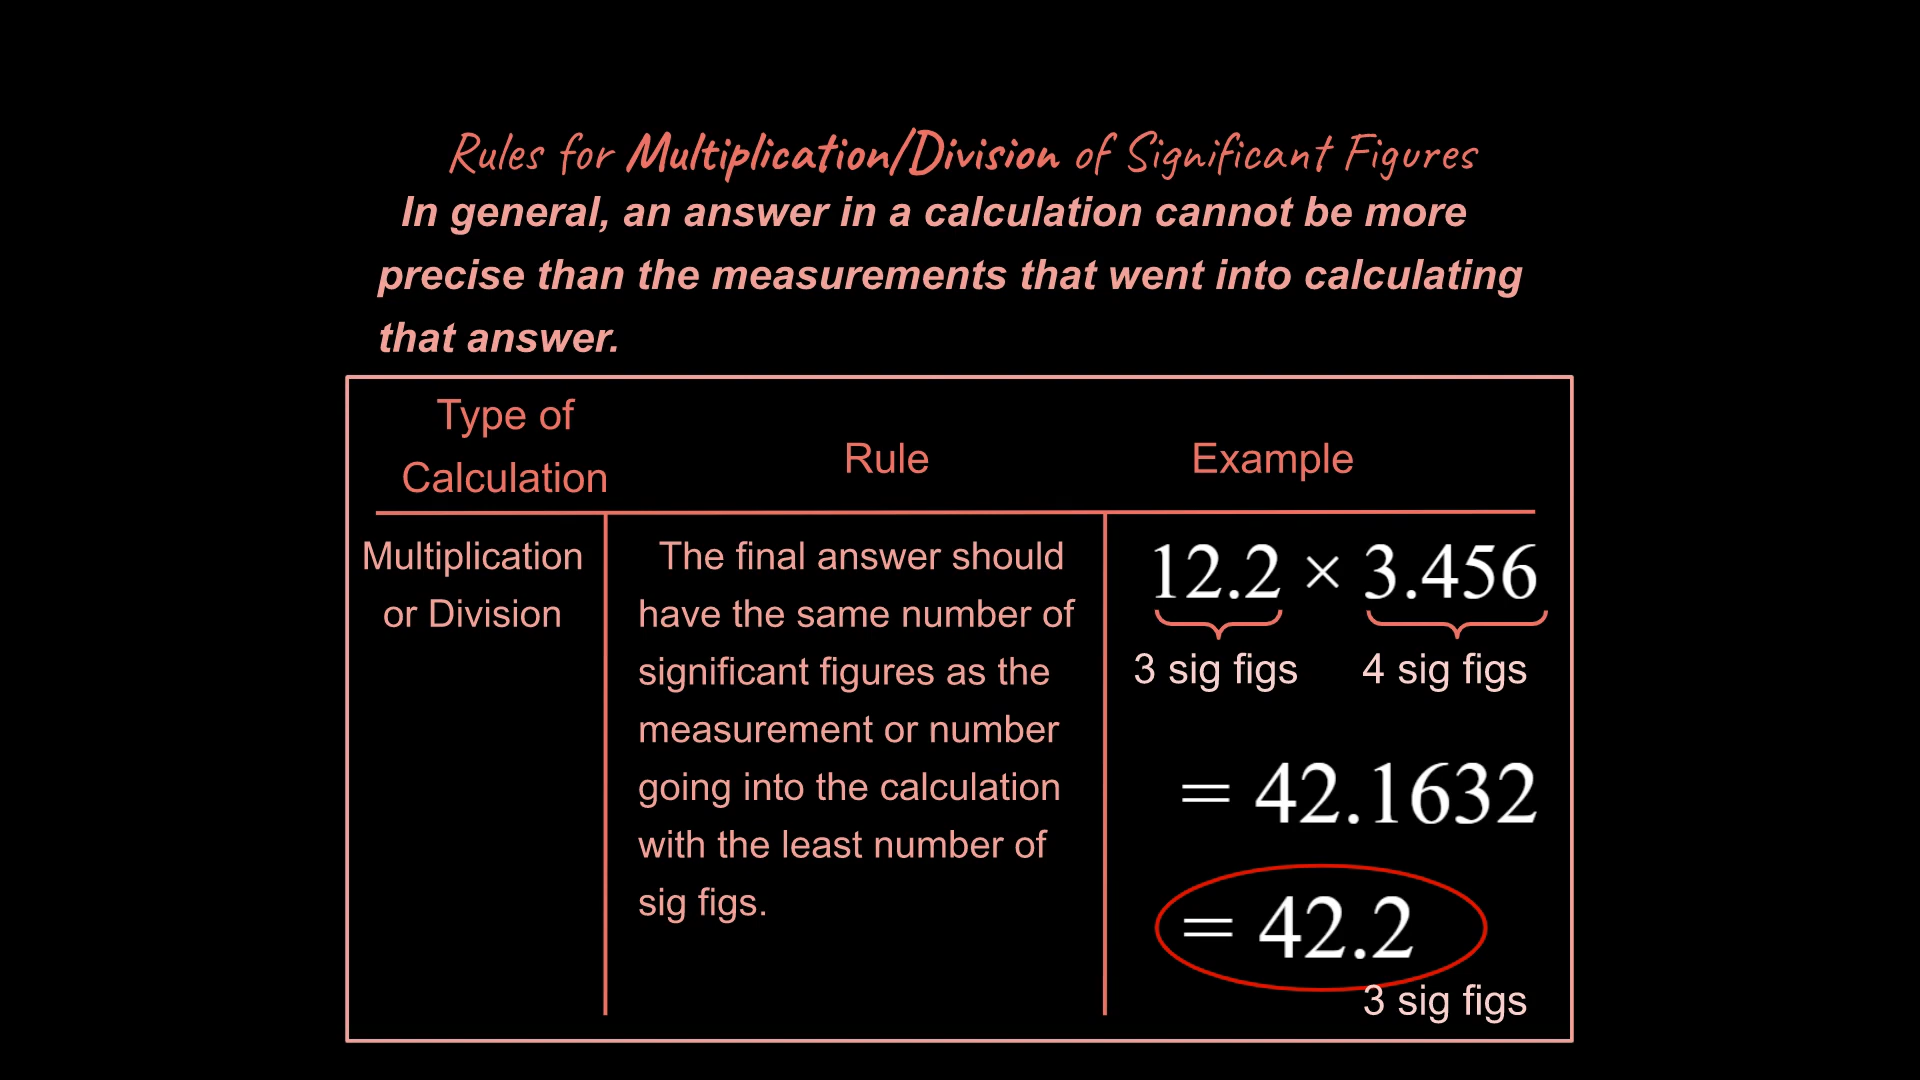 Rules for Multiplication/Division of Significant Figures
In general, an answer in a calculation cannot be more
precise than the measurements that went into calculating
that answer.
Type of
Calculation
Rule
Example
Multiplication
or Division
The final answer should
have the same number of
significant figures as the
measurement or number
going into the calculation
with the least number of
sig figs.
12.2 × 3.456
3 sig figs 4 sig figs
= 42.1632
= 42.2
3 sig figs